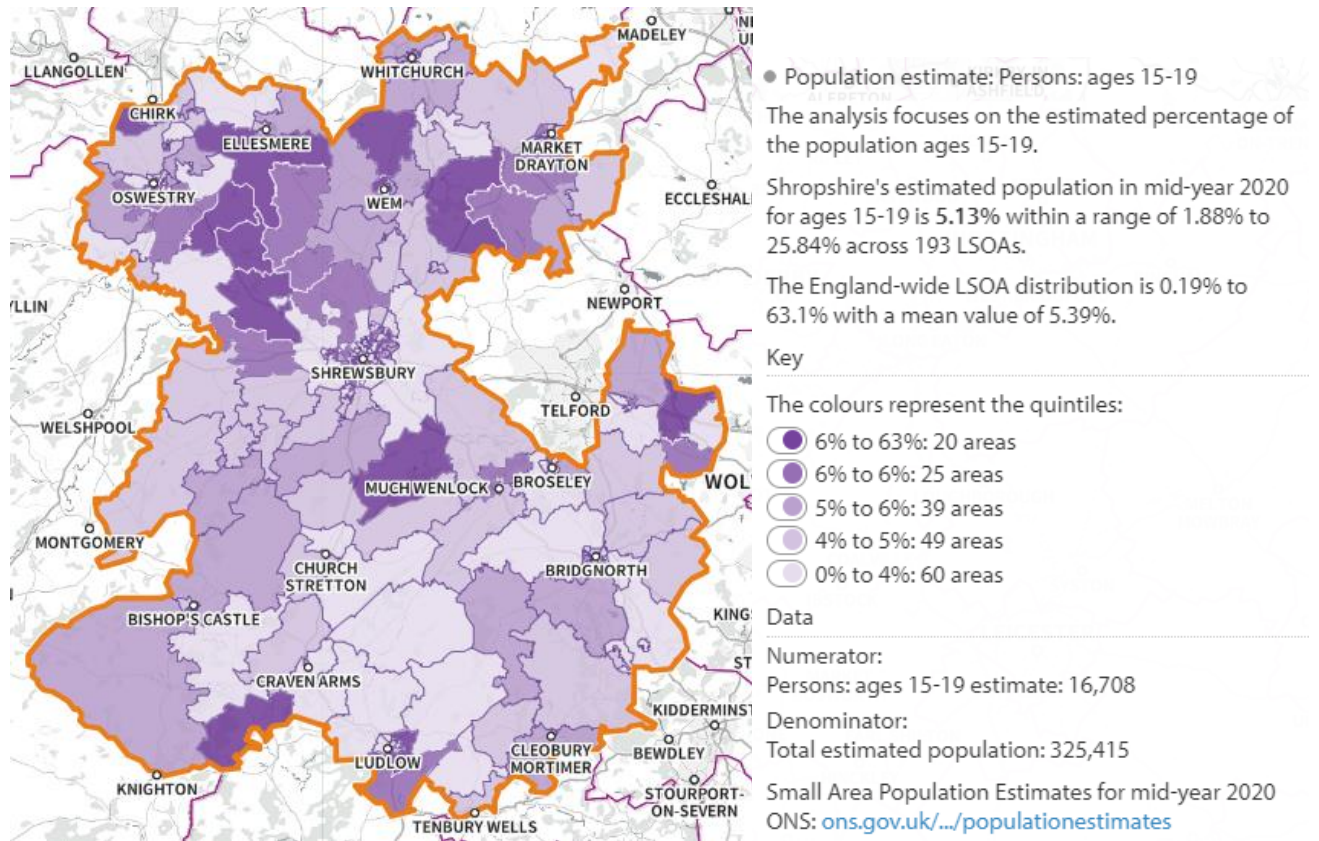 MADELEY
LLANGOLLEN
WHITCHURCH
CHIRK
ELLESMERE
MARKET
DRAYTON
OSWESTRY
WEM
ECCLESHAL
YLLIN
NEWPORT
SHREWSBURY
TELFORD
WELSHPOOL
MUCH WENLOCK
BROSELEY
WOL
MONTGOMERY
CHURCH
STRETTON
BRIDGNORTH
BISHOP'S CASTLE
KING
ST
CRAVEN ARMS
KIDDERMINST
LUDLOW
CLEOBURY
MORTIMER
BEWDLEY
KNIGHTON
STOURPORT-
ON-SEVERN
TENBURY WELLS
Population estimate: Persons: ages 15-19
The analysis focuses on the estimated percentage of
the population ages 15-19.
Shropshire's estimated population in mid-year 2020
for ages 15-19 is 5.13% within a range of 1.88% to
25.84% across 193 LSOAs.
The England-wide LSOA distribution is 0.19% to
63.1% with a mean value of 5.39%.
Key
The colours represent the quintiles:
6% to 63%: 20 areas
6% to 6%: 25 areas
5% to 6%: 39 areas
4% to 5%: 49 areas
0% to 4%: 60 areas
Data
Numerator:
Persons: ages 15-19 estimate: 16,708
Denominator:
Total estimated population: 325,415
Small Area Population Estimates for mid-year 2020
ONS: ons.gov.uk/.../populationestimates